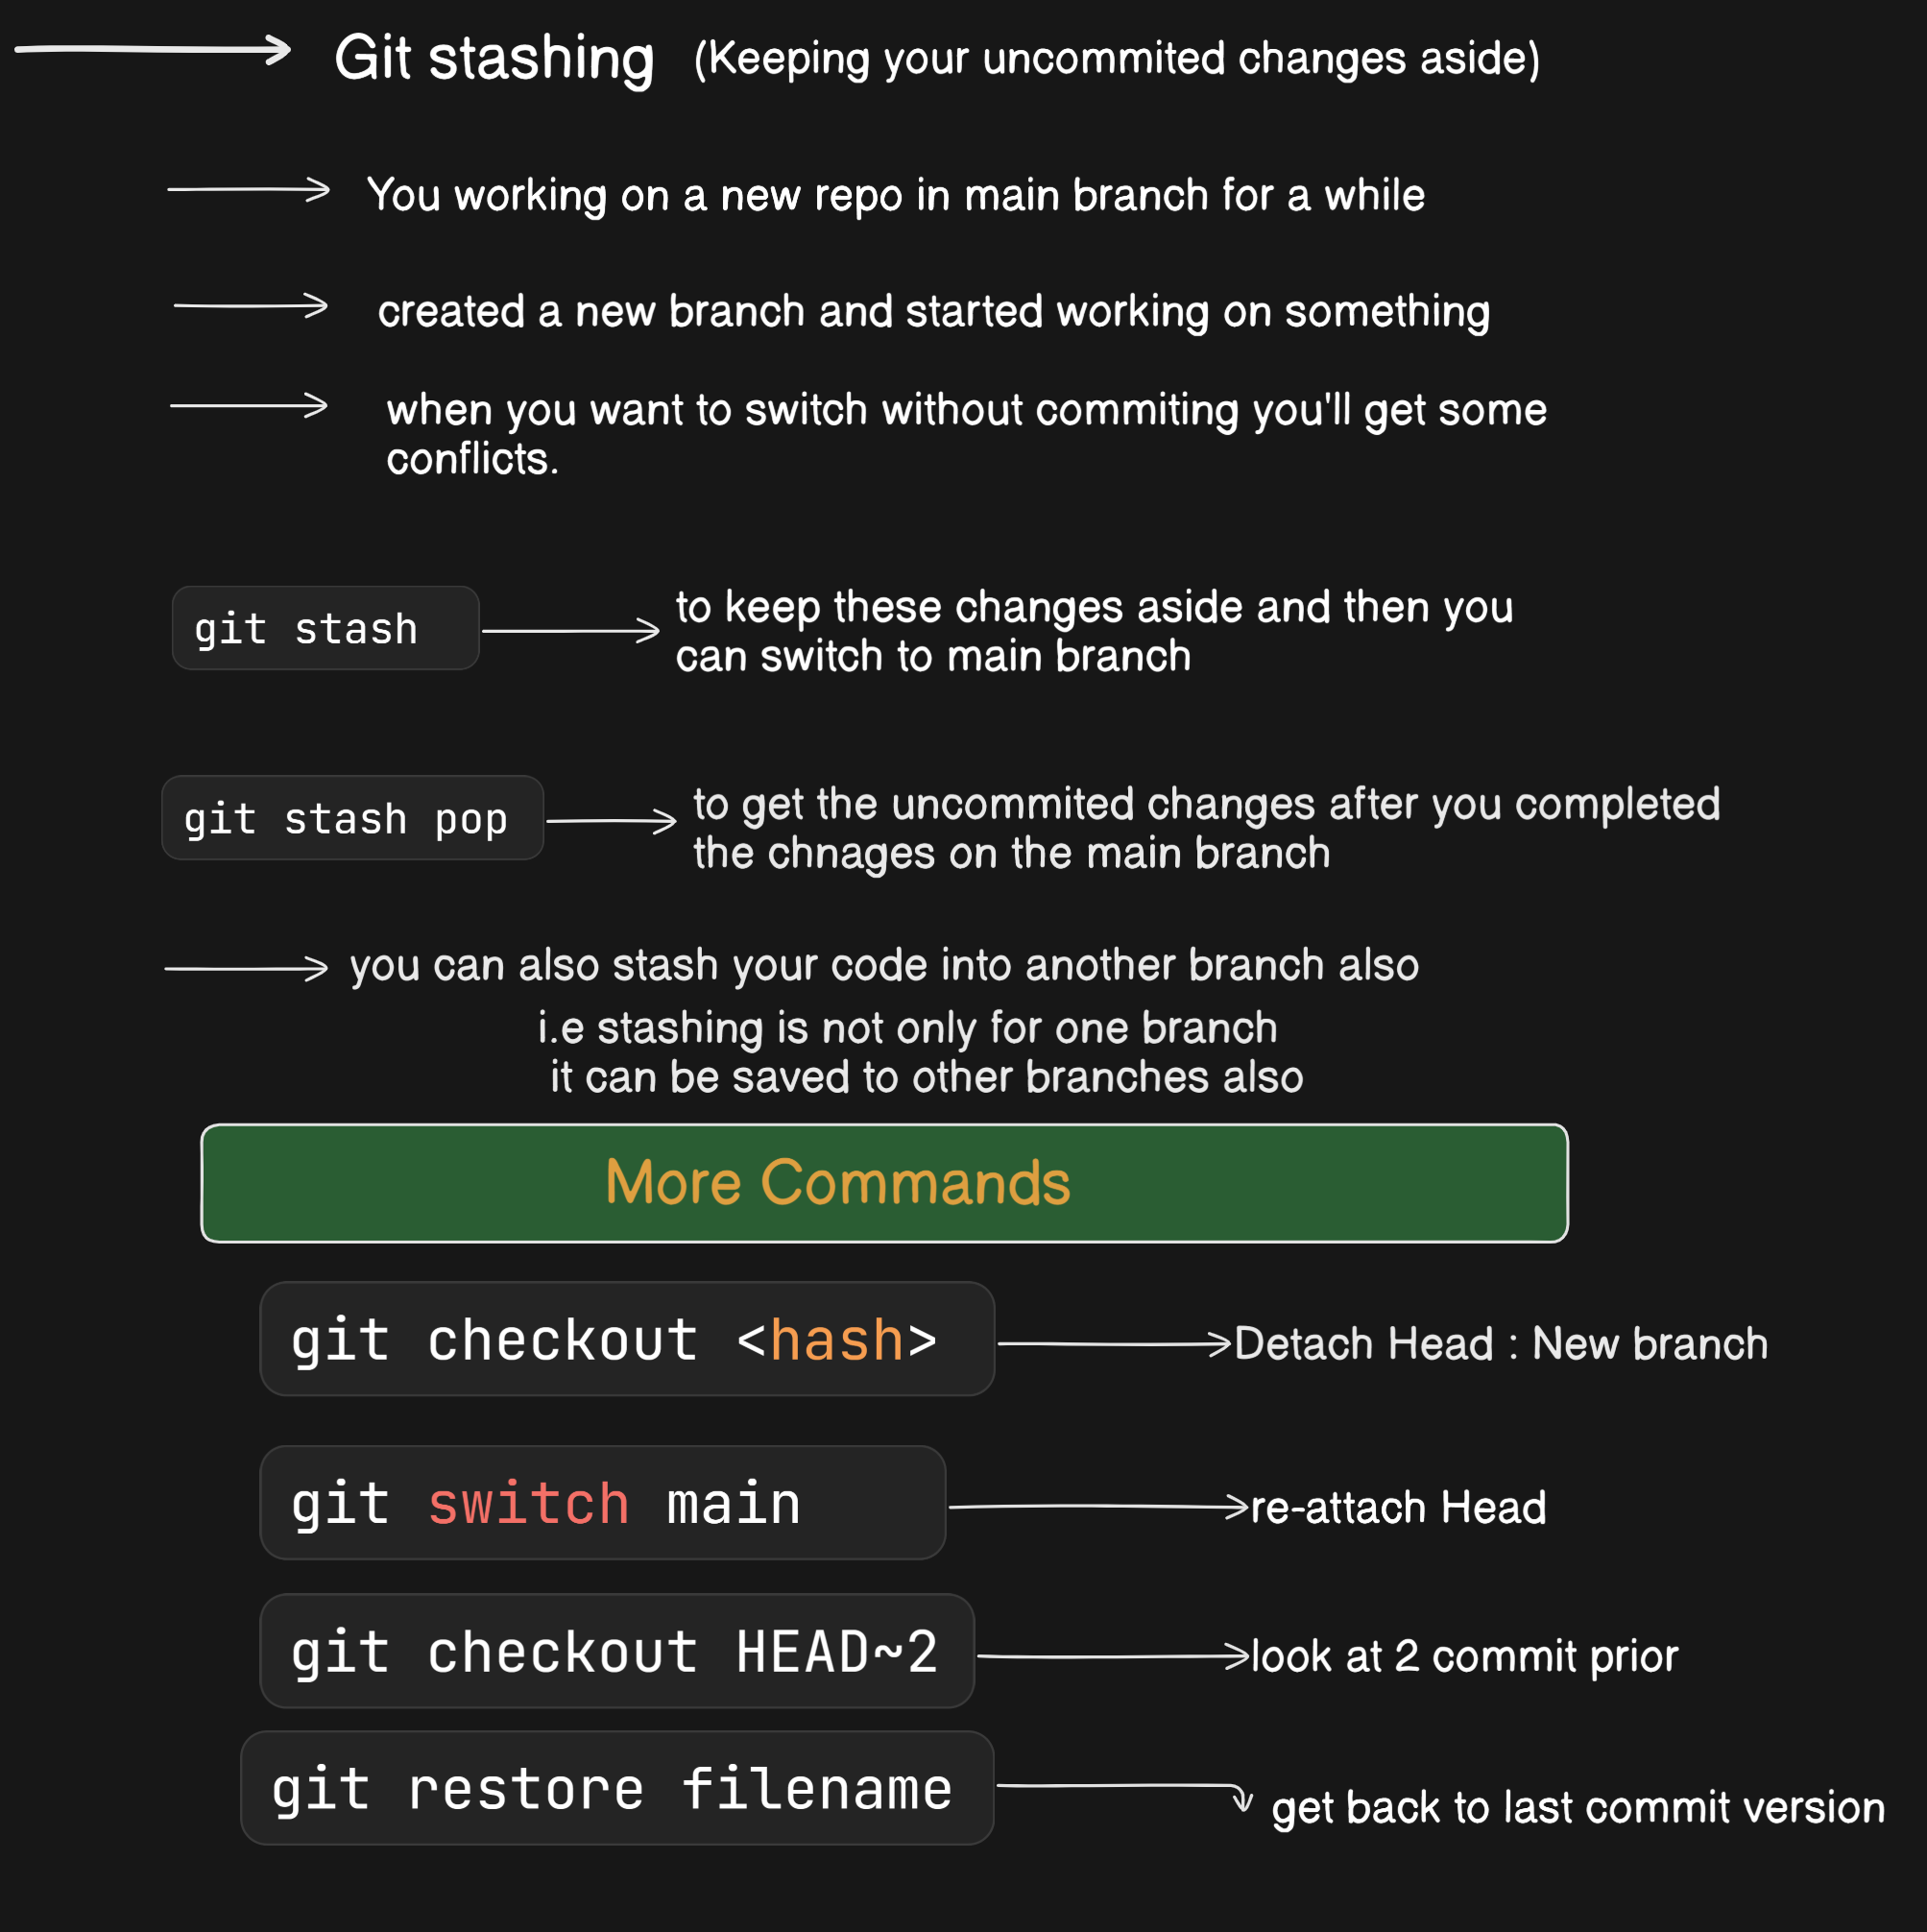 Git stashing (Keeping your uncommited changes aside)
You working on a new repo in main branch for a while
created a new branch and started working on something
when you want to switch without commiting you'll get some
conflicts.
git stash
to keep these changes aside and then you
can switch to main branch
git stash pop
to get the uncommited changes after you completed
the chnages on the main branch
you can also stash your code into another branch also
i.e stashing is not only for one branch
it can be saved to other branches also
More Commands
git checkout <hash>
Detach Head : New branch
git switch main
re-attach Head
git checkout HEAD~2
look at 2 commit prior
git restore filename
get back to last commit version